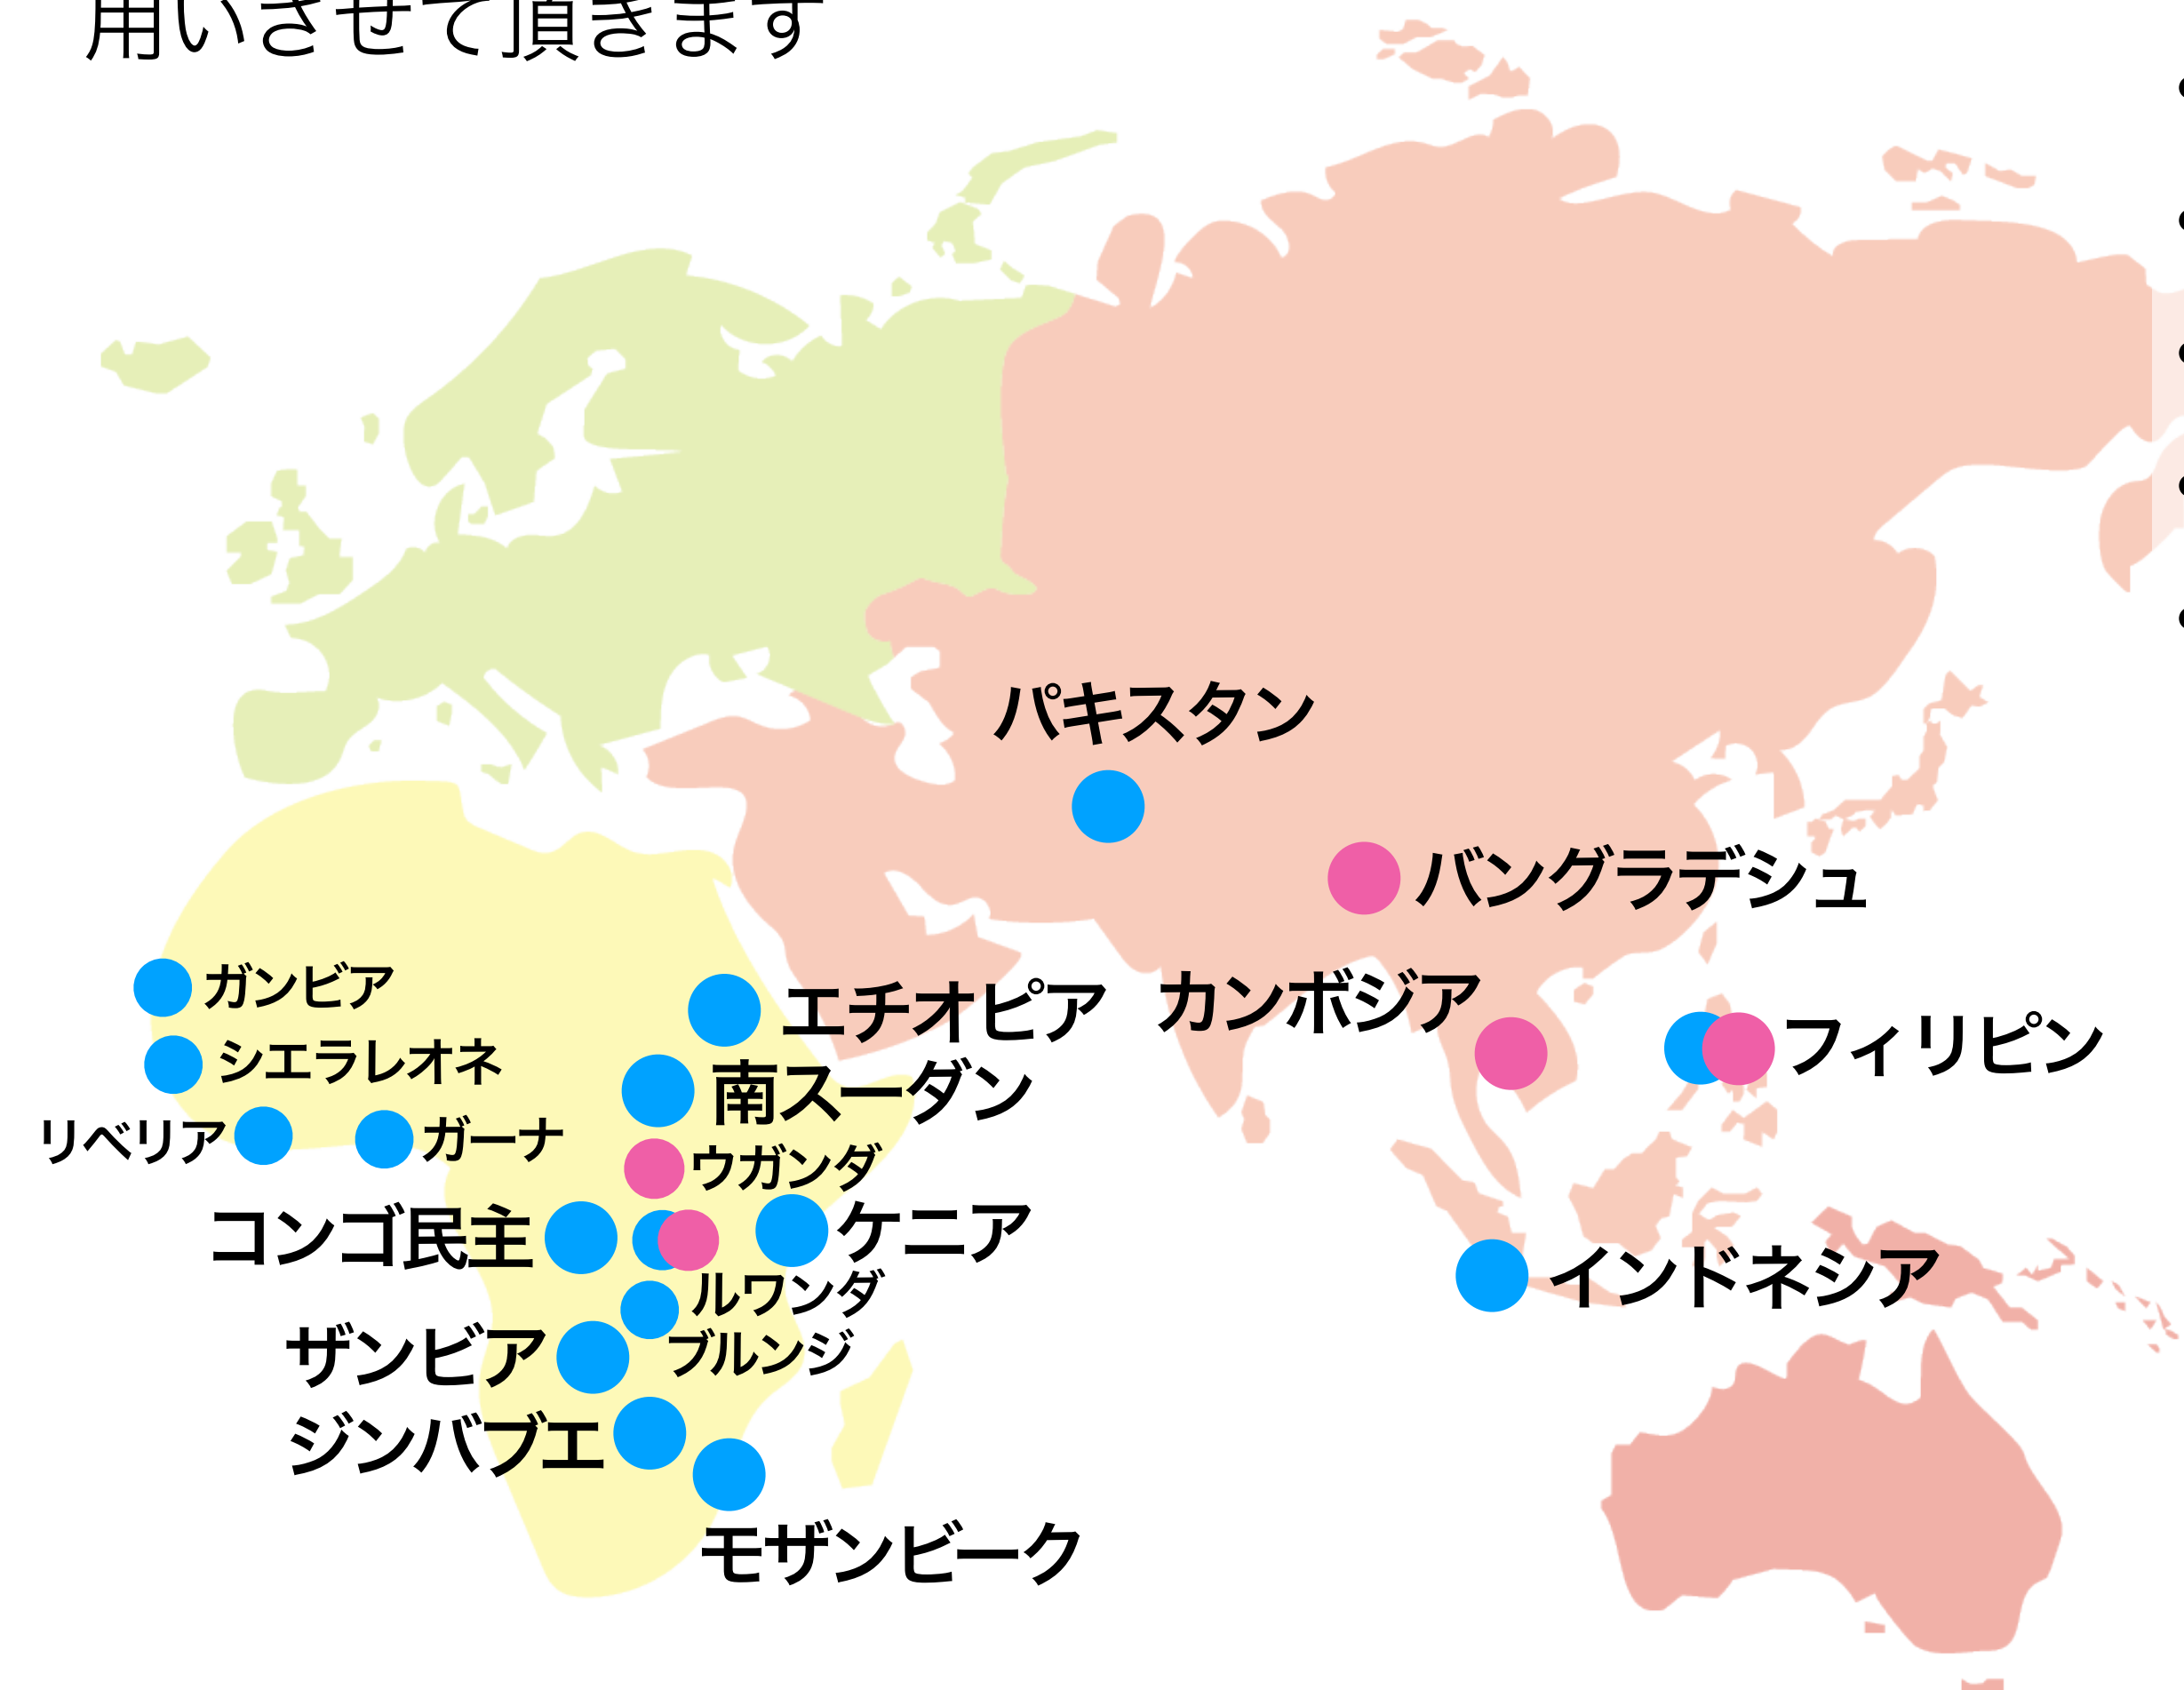 用いさせて頂きます
パキスタン
バングラデシュ
ガンビア
エチオピア
カンボジア
シエラレオネ
南スーダン
フィリピン
リベリア
ガーナ
ウガンダ
コンゴ民主
ケニア
インドネシア
ルワンダ
ザンビア
ブルンジ
ジンバブエ
モザンビーク